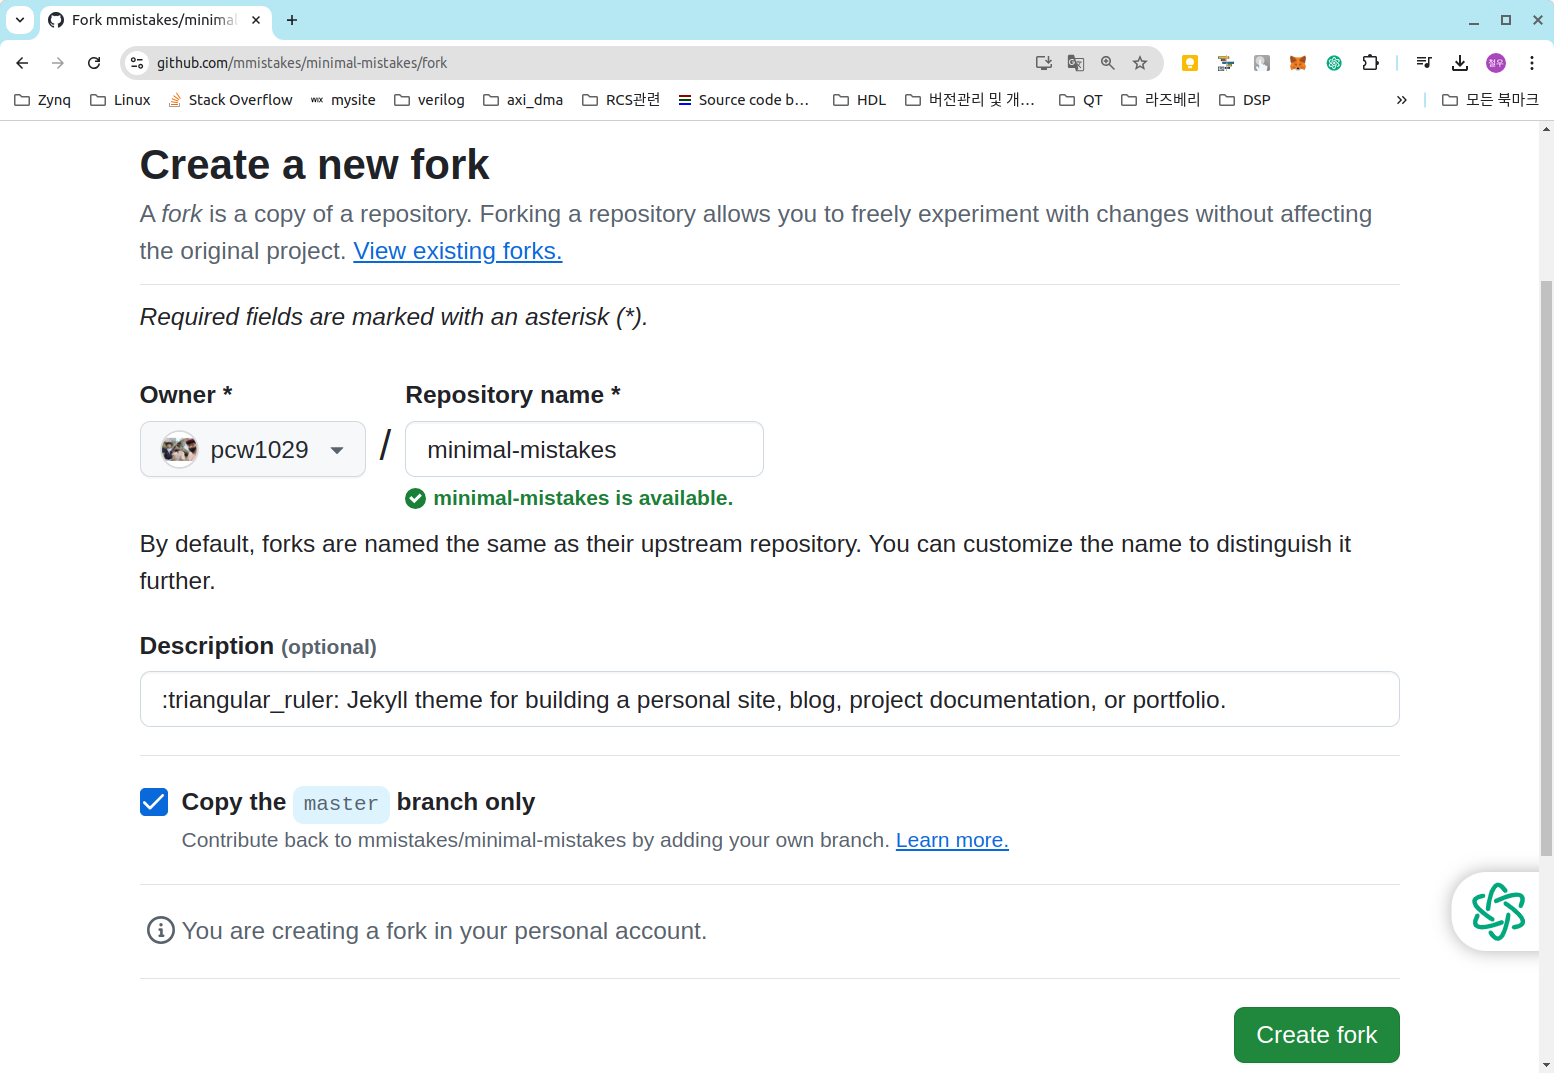 Fork mmistakes/minimal
github.com/mmistakes/minimal-mistakes/fork
철우
Zynq Linux Stack Overflow WIX mysite verilog axi_dma RCS관련 Source code b... HDL 버전관리 및 개... QT 라즈베리 DSP » 모든 북마크
Create a new fork
A fork is a copy of a repository. Forking a repository allows you to freely experiment with changes without affecting
the original project. View existing forks.
Required fields are marked with an asterisk (*).
Owner * Repository name *
pcw1029 / minimal-mistakes
minimal-mistakes is available.
By default, forks are named the same as their upstream repository. You can customize the name to distinguish it
further.
Description (optional)
:triangular_ruler: Jekyll theme for building a personal site, blog, project documentation, or portfolio.
Copy the master branch only
Contribute back to mmistakes/minimal-mistakes by adding your own branch. Learn more.
You are creating a fork in your personal account.
Create fork